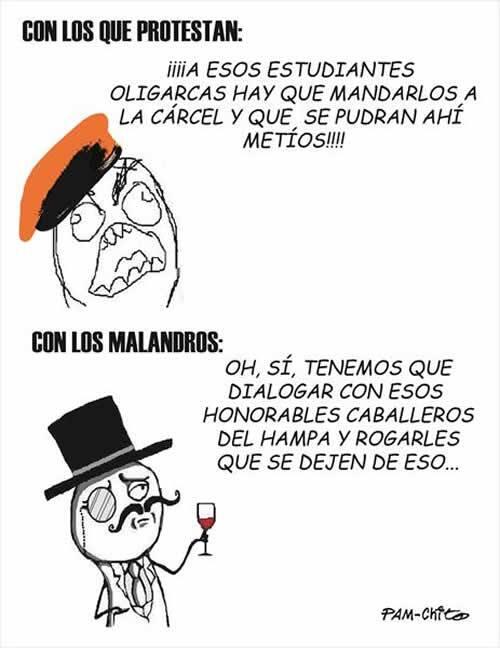 CON LOS QUE PROTESTAN:
¡¡¡¡A ESOS ESTUDIANTES
OLIGARCAS HAY QUE MANDARLOS A
LA CÁRCEL Y QUE SE PUDRAN AHÍ
METÍOS!!!!
CON LOS MALANDROS:
OH, SÍ, TENEMOS QUE
DIALOGAR CON ESOS
HONORABLES CABALLEROS
DEL HAMPA Y ROGARLES
QUE SE DEJEN DE ESO...
PAM-Chito